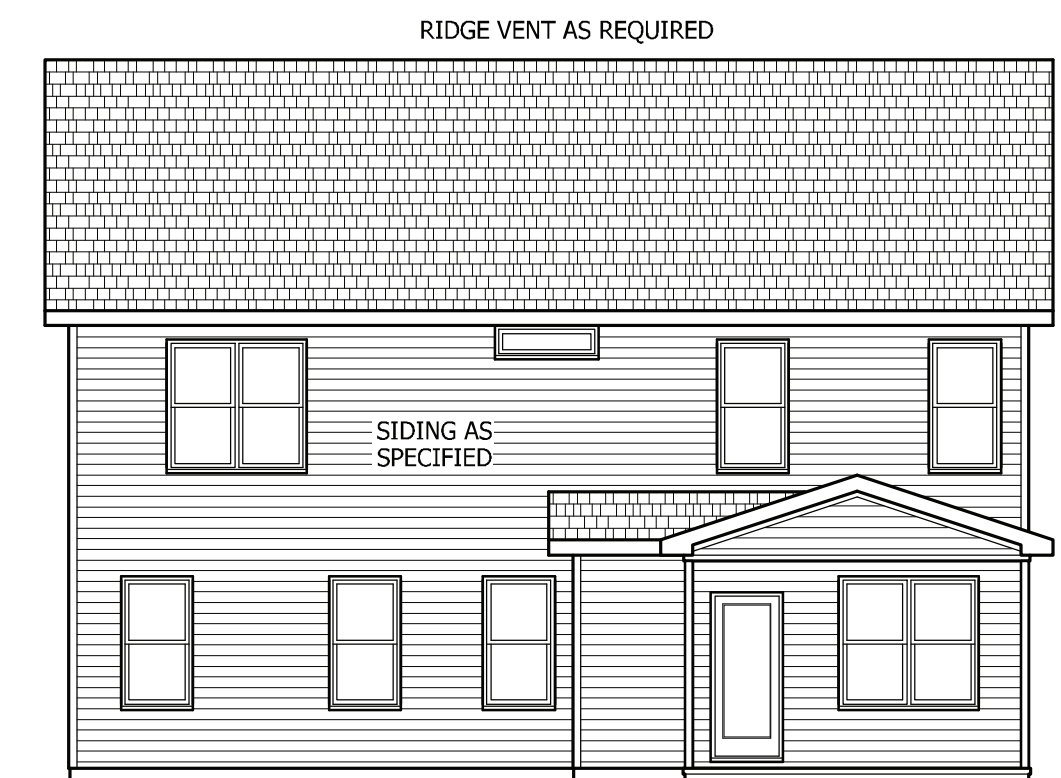 RIDGE VENT AS REQUIRED
SIDING AS
SPECIFIED